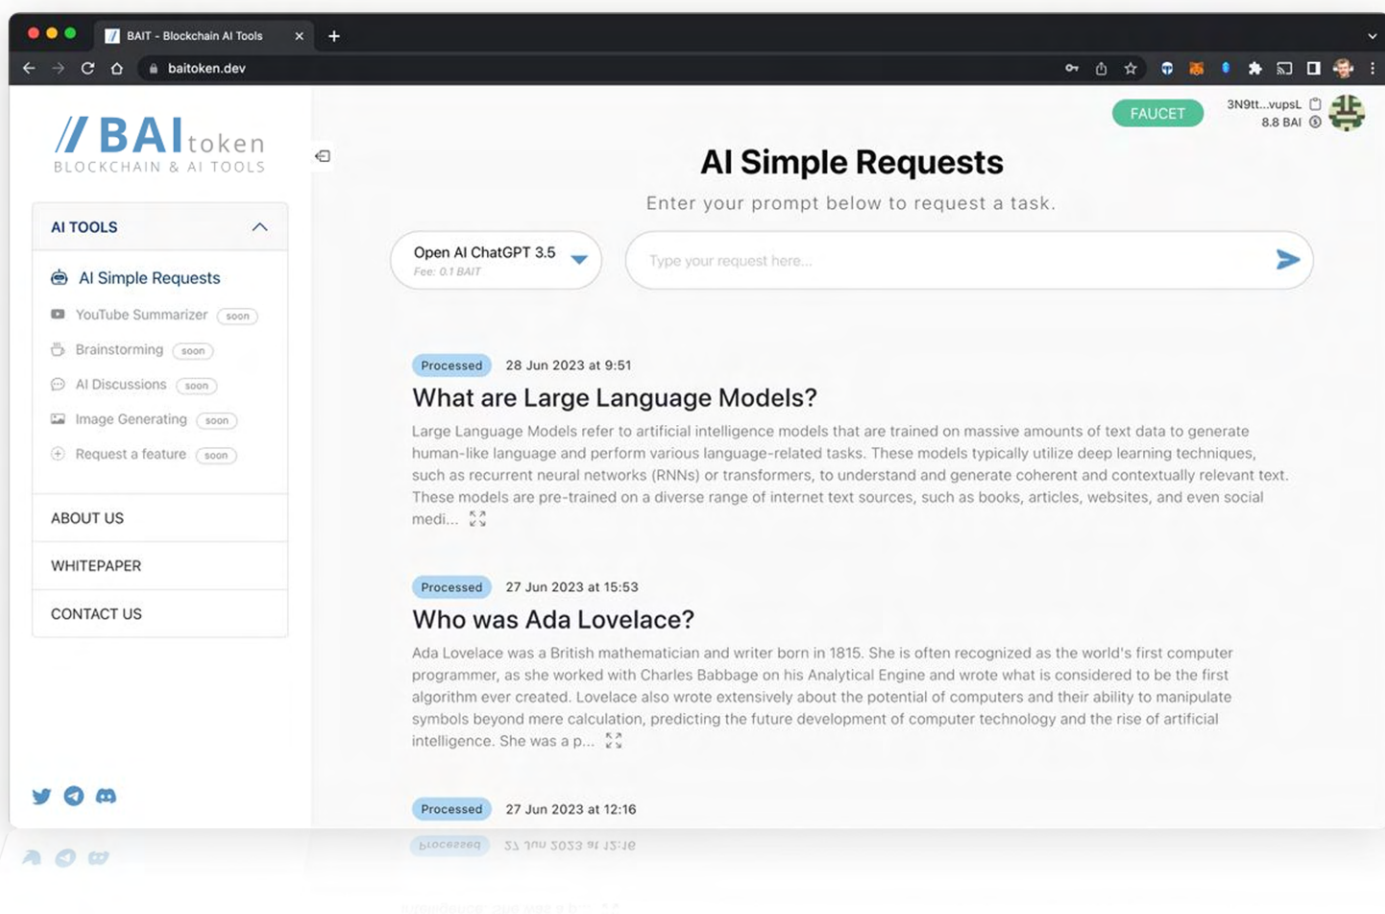 BAIT - Blockchain AI Tools
baitoken.dev
FAUCET
3N9tt...vupsL
8.8 BAI
// BAItoken
BLOCKCHAIN & AI TOOLS
AI TOOLS
AI Simple Requests
YouTube Summarizer soon
Brainstorming soon
AI Discussions soon
Image Generating soon
Request a feature soon
ABOUT US
WHITEPAPER
CONTACT US
AI Simple Requests
Enter your prompt below to request a task.
Open AI ChatGPT 3.5
Fee: 0.1 BAIT
Type your request here...
Processed 28 Jun 2023 at 9:51
What are Large Language Models?
Large Language Models refer to artificial intelligence models that are trained on massive amounts of text data to generate
human-like language and perform various language-related tasks. These models typically utilize deep learning techniques,
such as recurrent neural networks (RNNs) or transformers, to understand and generate coherent and contextually relevant text.
These models are pre-trained on a diverse range of internet text sources, such as books, articles, websites, and even social
medi...
Processed 27 Jun 2023 at 15:53
Who was Ada Lovelace?
Ada Lovelace was a British mathematician and writer born in 1815. She is often recognized as the world's first computer
programmer, as she worked with Charles Babbage on his Analytical Engine and wrote what is considered to be the first
algorithm ever created. Lovelace also wrote extensively about the potential of computers and their ability to manipulate
symbols beyond mere calculation, predicting the future development of computer technology and the rise of artificial
intelligence. She was a p...
Processed 27 Jun 2023 at 12:16
Processed 27 Jun 2023 at 12:16
intelligence. She was a p...